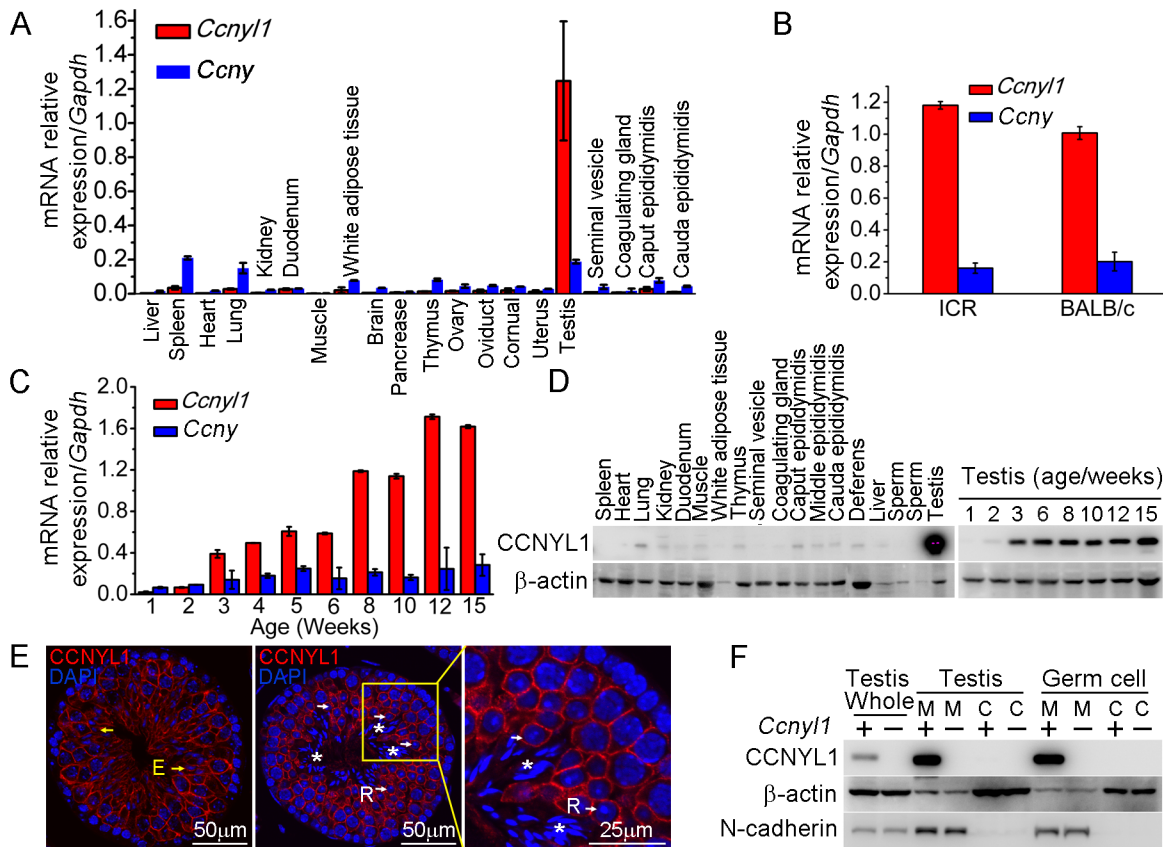 A
Ccnyl1
Ccny
mRNA relative
expression/Gapdh
1.6
1.4
1.2
1.0
0.8
0.6
0.4
0.2
0.0
Liver
Spleen
Heart
Lung
Kidney
Duodenum
Muscle
White adipose tissue
Brain
Pancrease
Thymus
Ovary
Oviduct
Cornual
Uterus
Testis
Seminal vesicle
Coagulating gland
Caput epididymidis
Cauda epididymidis
B
Ccnyl1
Ccny
mRNA relative
expression/Gapdh
1.2
1.0
0.8
0.6
0.4
0.2
0.0
ICR BALB/c
C
Ccnyl1
Ccny
mRNA relative
expression/Gapdh
2.0
1.6
1.2
0.8
0.4
0.0
1 2 3 4 5 6 8 10 12 15
Age (Weeks)
D
Spleen
Heart
Lung
Kidney
Duodenum
Muscle
White adipose tissue
Thymus
Seminal vesicle
Coagulating gland
Caput epididymidis
Middle epididymidis
Cauda epididymidis
Deferens
Liver
Sperm
Sperm
Testis
Testis (age/weeks)
1 2 3 6 8 10 12 15
CCNYL1
β-actin
E
CCNYL1
DAPI
E
50μm
CCNYL1
DAPI
*
*
*
R
50μm
*
R
*
25μm
F
Testis
Whole
Testis
Germ cell
M M C C M M C C
Ccnyl1 + − + − + − + − + −
CCNYL1
β-actin
N-cadherin